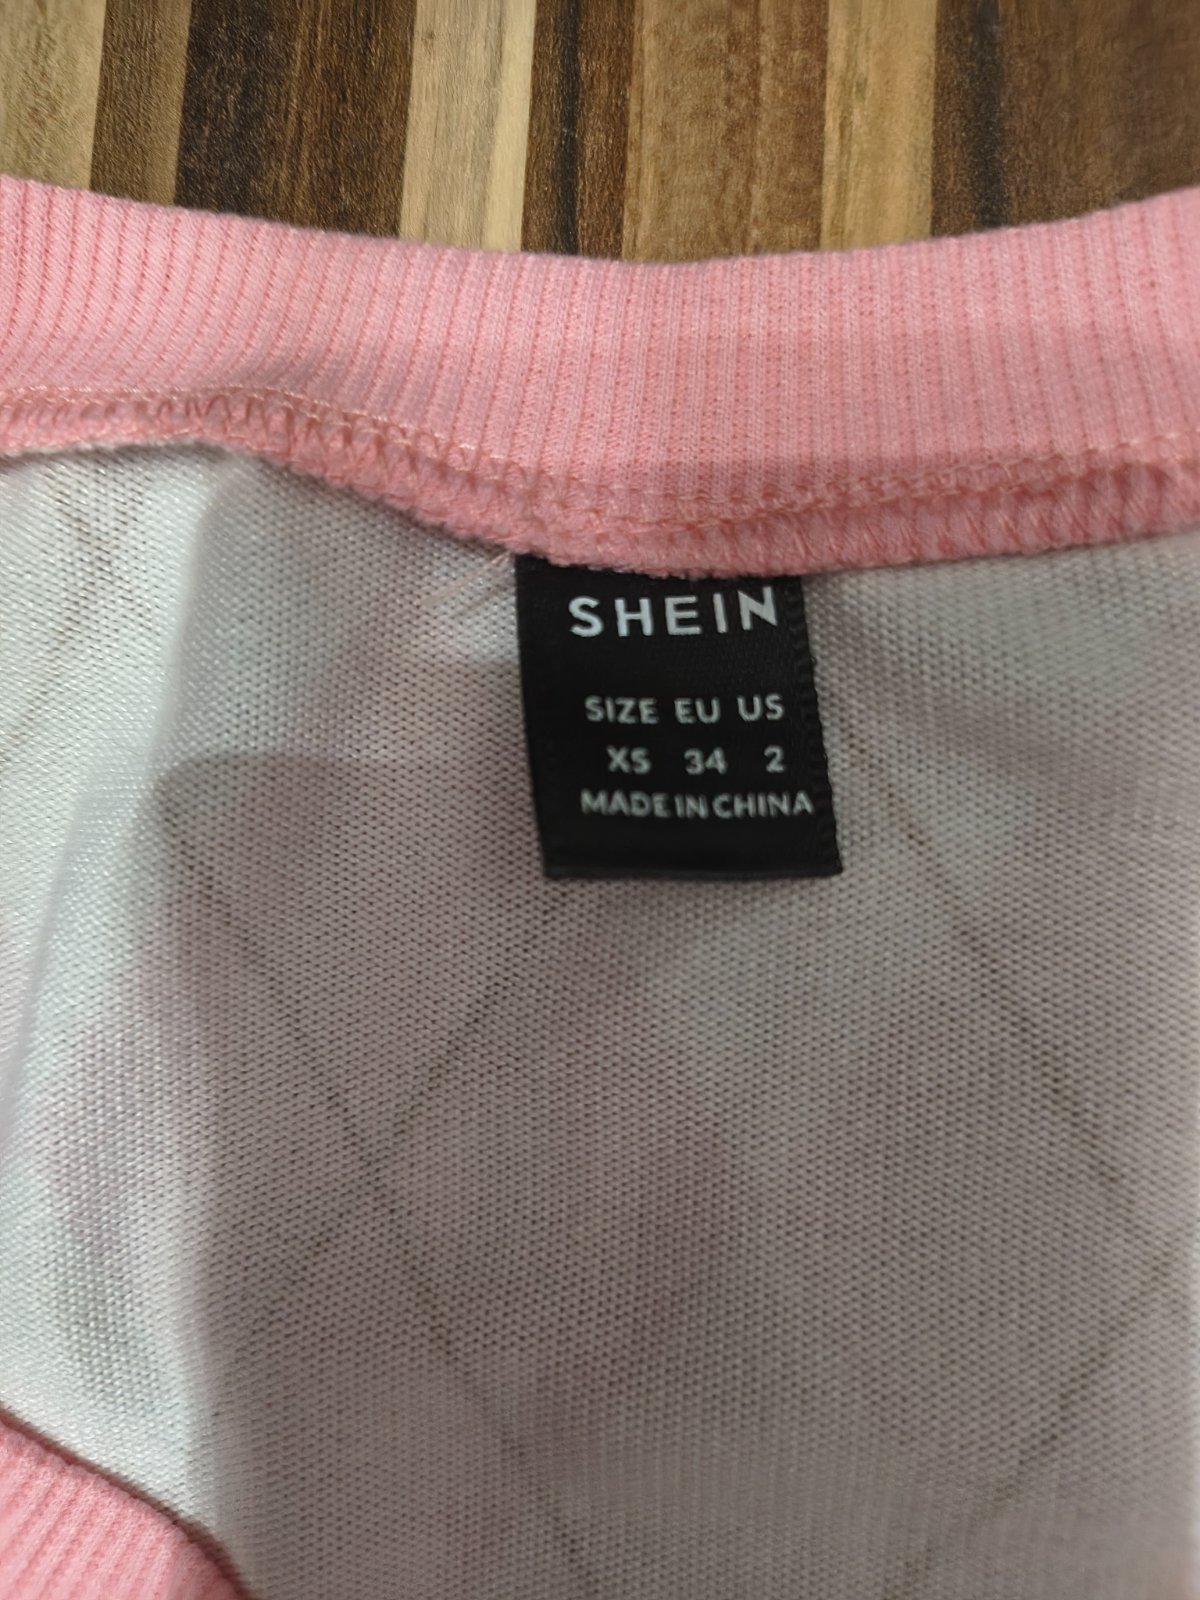 SHEIN
SIZE EU US
XS 34 2
MADE IN CHINA